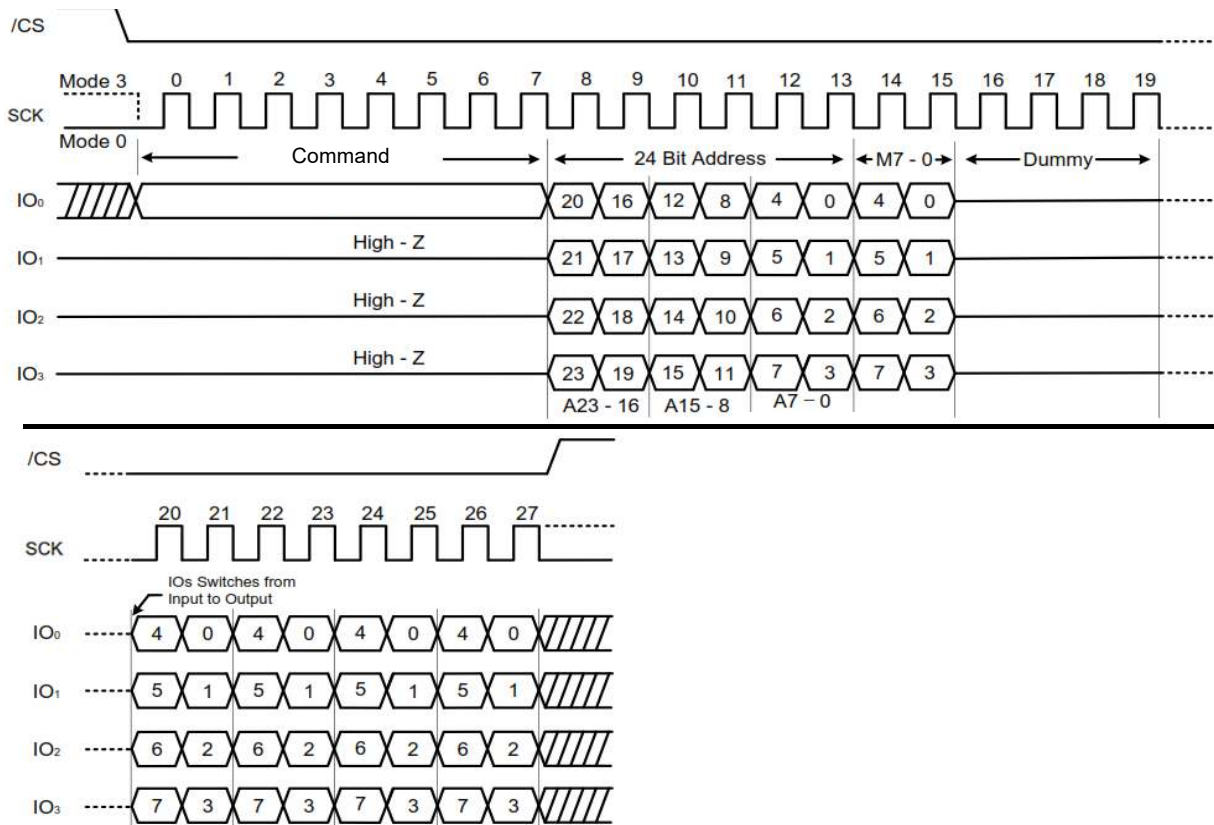 /CS
Mode 3 0 1 2 3 4 5 6 7 8 9 10 11 12 13 14 15 16 17 18 19
SCK
Mode 0
Command 24 Bit Address M7 - 0 Dummy
IO₀ 20 16 12 8 4 0 4 0
High - Z
IO₁ 21 17 13 9 5 1 5 1
High - Z
IO₂ 22 18 14 10 6 2 6 2
High - Z
IO₃ 23 19 15 11 7 3 7 3
A23 - 16 A15 - 8 A7 – 0
/CS
20 21 22 23 24 25 26 27
SCK
IOs Switches from
Input to Output
IO₀ 4 0 4 0 4 0 4 0
IO₁ 5 1 5 1 5 1 5 1
IO₂ 6 2 6 2 6 2 6 2
IO₃ 7 3 7 3 7 3 7 3